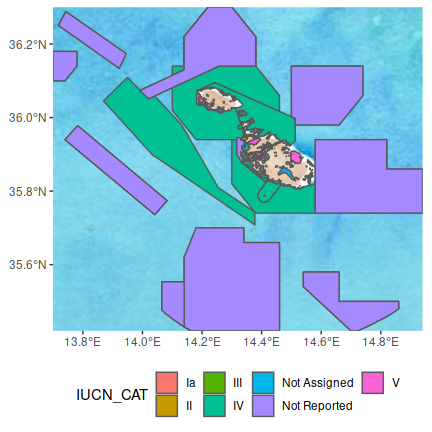 36.2°N
36.0°N
35.8°N
35.6°N
13.8°E 14.0°E 14.2°E 14.4°E 14.6°E 14.8°E
IUCN_CAT
Ia III Not Assigned V
II IV Not Reported